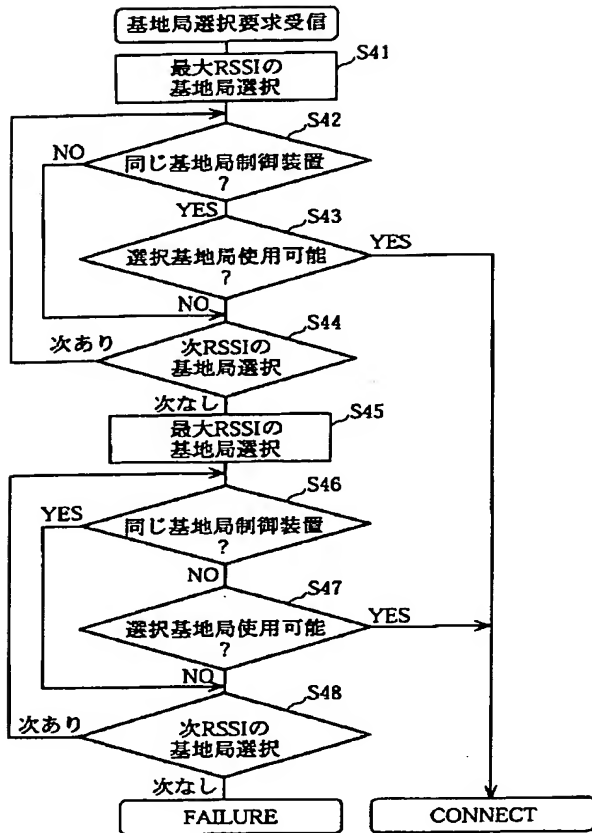 基地局選択要求受信
S41
最大RSSIの
基地局選択
S42
NO
同じ基地局制御装置
?
YES
S43
YES
選択基地局使用可能
?
NO
S44
次あり
次RSSIの
基地局選択
次なし
S45
最大RSSIの
基地局選択
S46
YES
同じ基地局制御装置
?
NO
S47
YES
選択基地局使用可能
?
NO
S48
次あり
次RSSIの
基地局選択
次なし
FAILURE
CONNECT